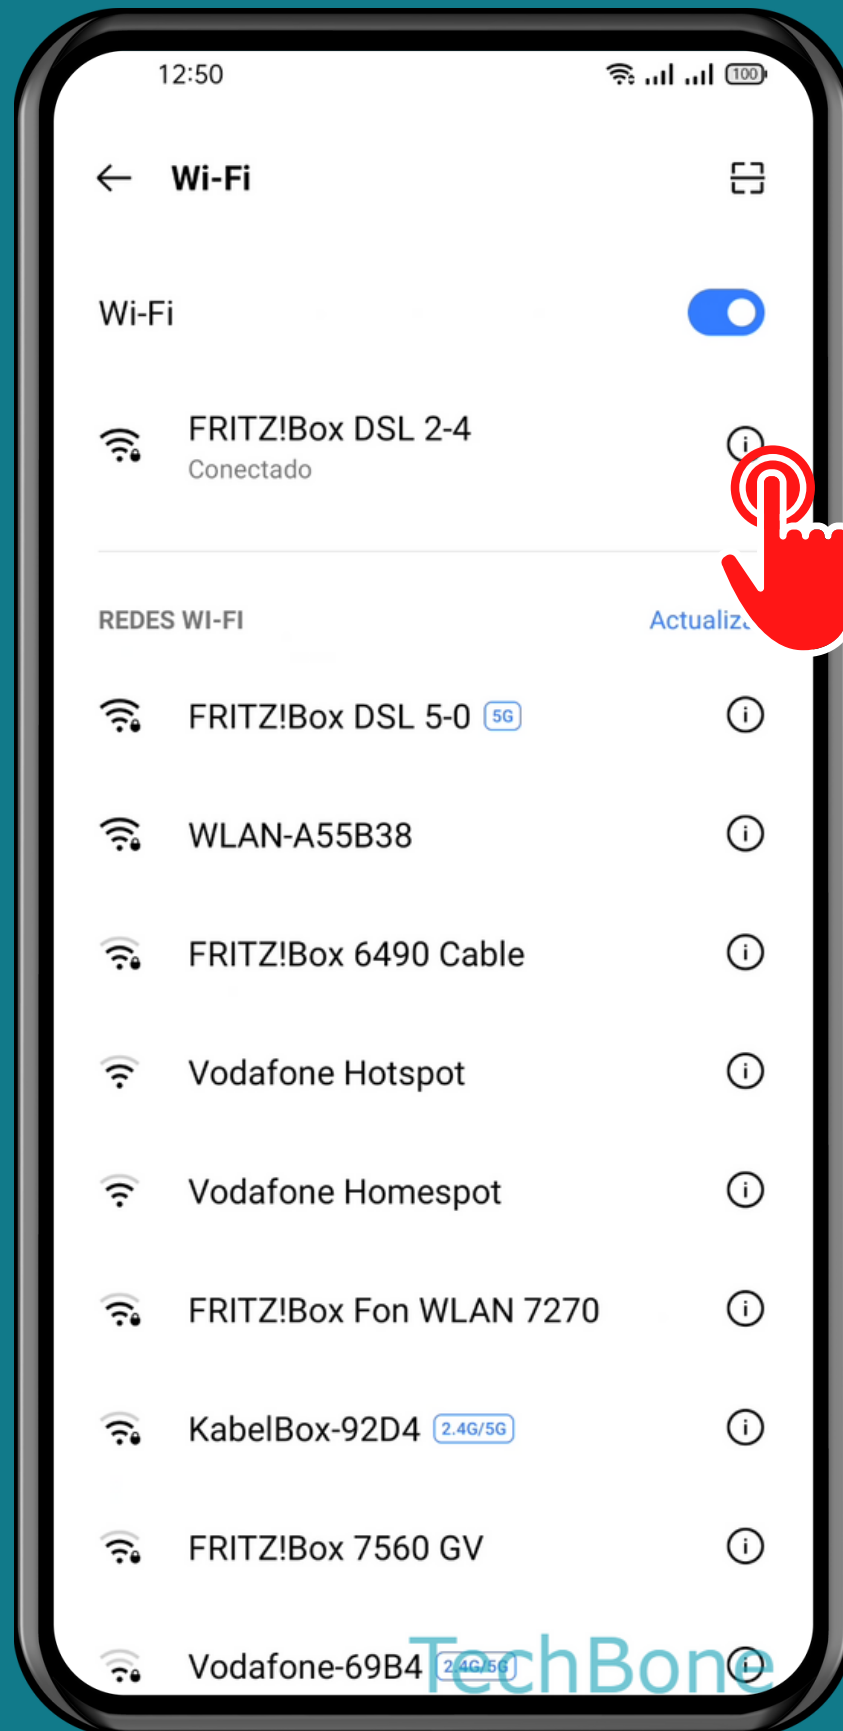 12:50
100
Wi-Fi
Wi-Fi
FRITZ!Box DSL 2-4
Conectado
REDES WI-FI
FRITZ!Box DSL 5-0 5G
WLAN-A55B38
FRITZ!Box 6490 Cable
Vodafone Hotspot
Vodafone Homespot
FRITZ!Box Fon WLAN 7270
KabelBox-92D4 2.4G/5G
FRITZ!Box 7560 GV
Vodafone-69B4 2.4G/5G
TechBone